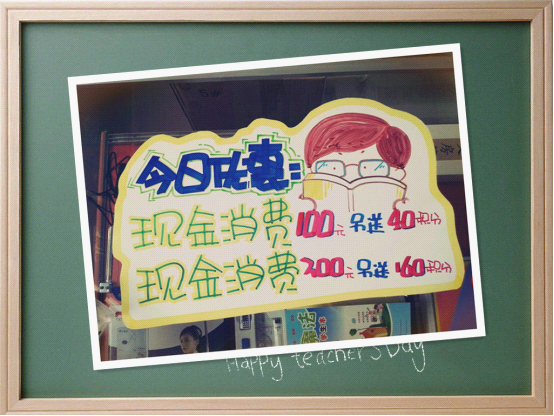 今日优惠:
现金消费100元另送40积分
现金消费200元另送160积分
Happy teacher's Day